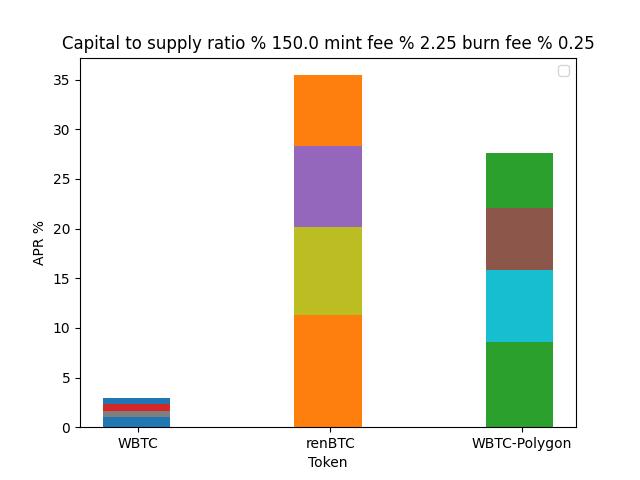 Capital to supply ratio % 150.0 mint fee % 2.25 burn fee % 0.25
35
30
25
20
15
10
5
0
APR %
WBTC
renBTC
WBTC-Polygon
Token